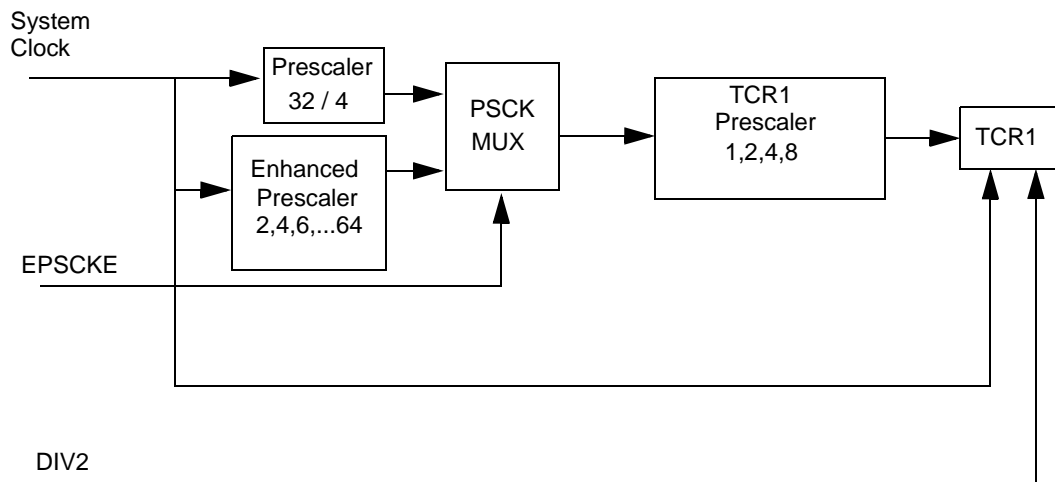 System
Clock
Prescaler
32 / 4
PSCK
MUX
TCR1
Prescaler
1,2,4,8
TCR1
Enhanced
Prescaler
2,4,6,...64
EPSCKE
DIV2